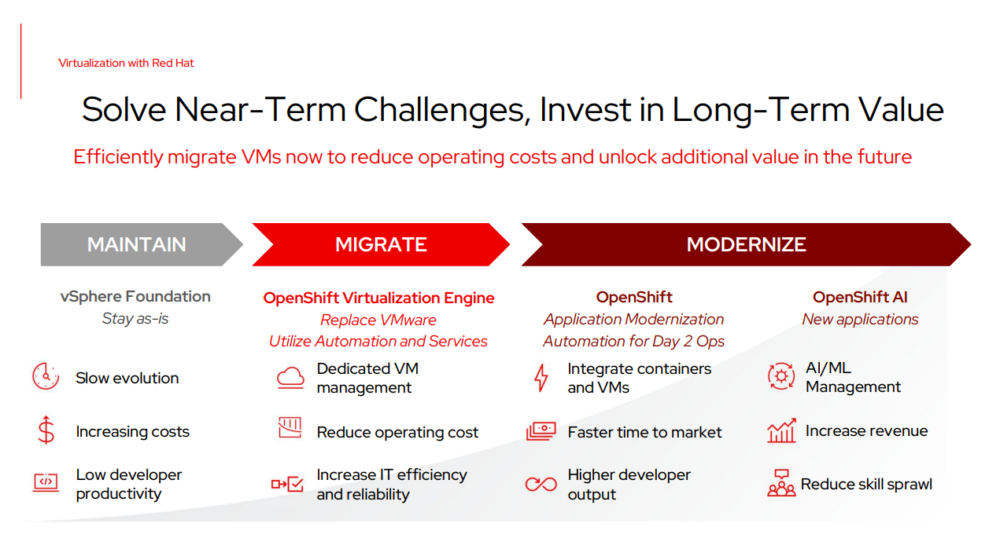 Virtualization with Red Hat
Solve Near-Term Challenges, Invest in Long-Term Value
Efficiently migrate VMs now to reduce operating costs and unlock additional value in the future
MAINTAIN
vSphere Foundation
Stay as-is
Slow evolution
Increasing costs
</>
Low developer
productivity
MIGRATE
OpenShift Virtualization Engine
Replace VMware
Utilize Automation and Services
Dedicated VM
management
Reduce operating cost
Increase IT efficiency
and reliability
MODERNIZE
OpenShift
Application Modernization
Automation for Day 2 Ops
Integrate containers
and VMs
Faster time to market
Higher developer
output
OpenShift AI
New applications
AI/ML
Management
Increase revenue
Reduce skill sprawl